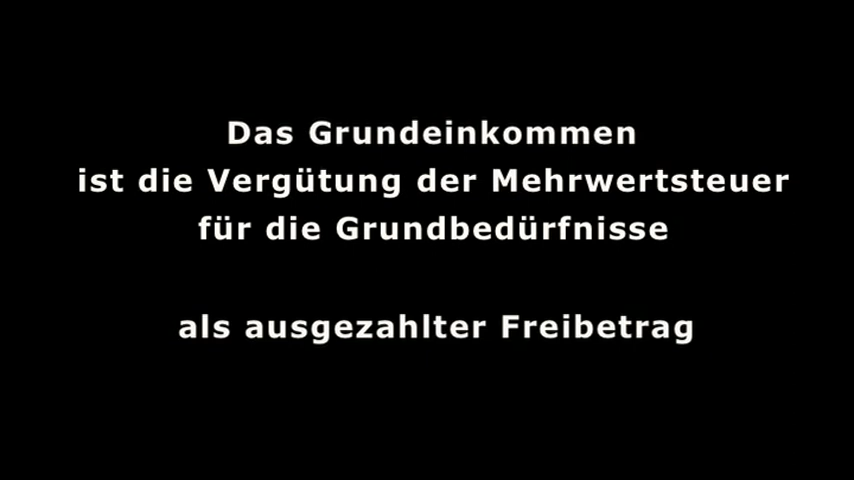 Das Grundeinkommen
ist die Vergütung der Mehrwertsteuer
für die Grundbedürfnisse
als ausgezahlter Freibetrag